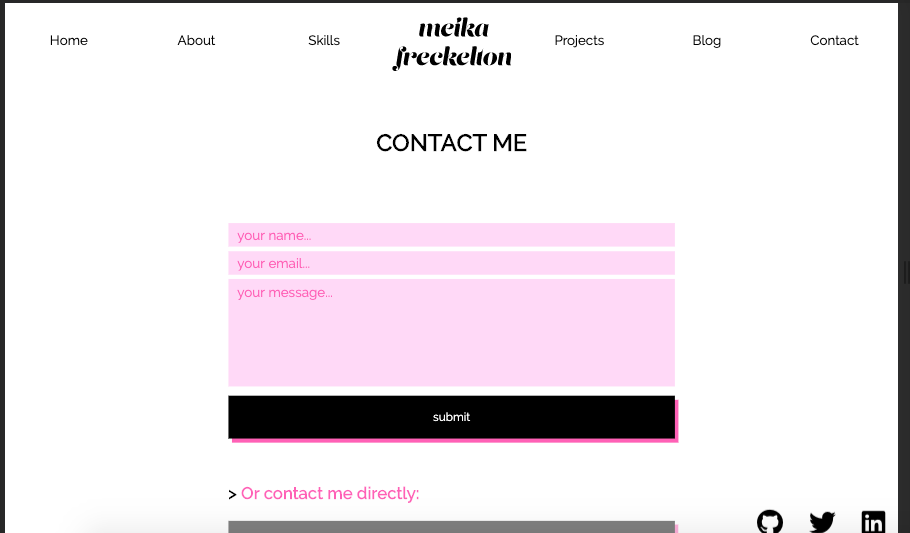 Home About Skills meika freckelton Projects Blog Contact
CONTACT ME
your name...
your email...
your message...
submit
> Or contact me directly:
in